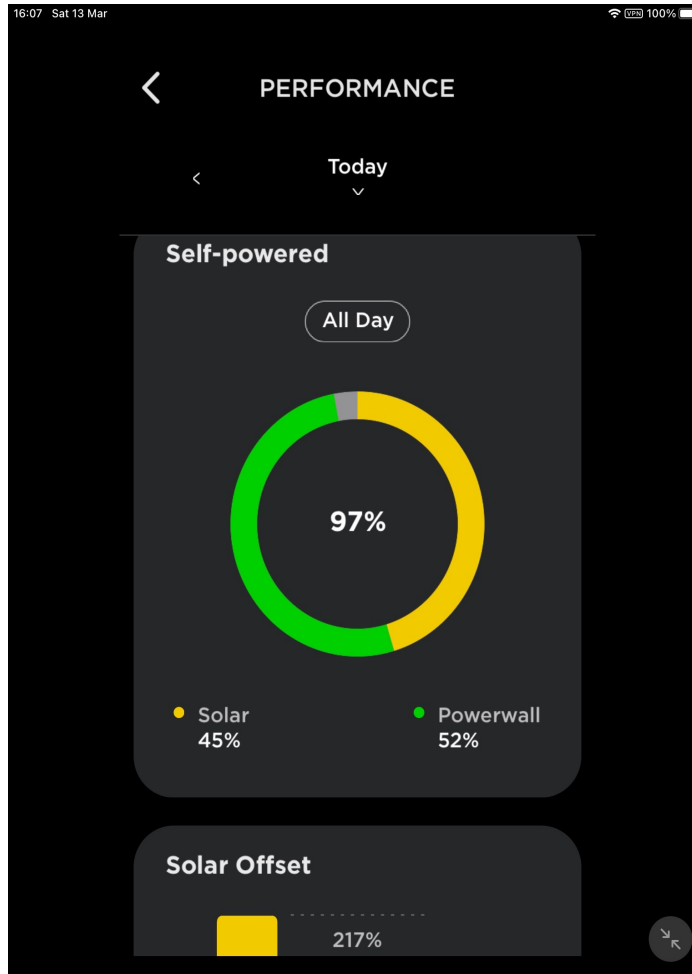 16:07 Sat 13 Mar
VPN 100%
PERFORMANCE
Today
Self-powered
All Day
97%
Solar
45%
Powerwall
52%
Solar Offset
217%